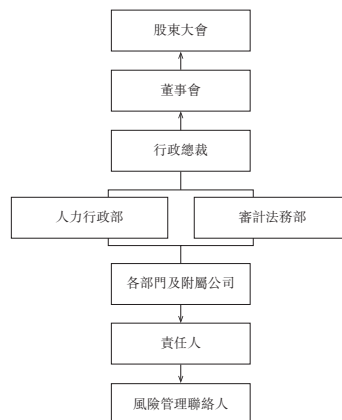 股東大會
董事會
行政總裁
人力行政部
審計法務部
各部門及附屬公司
責任人
風險管理聯絡人